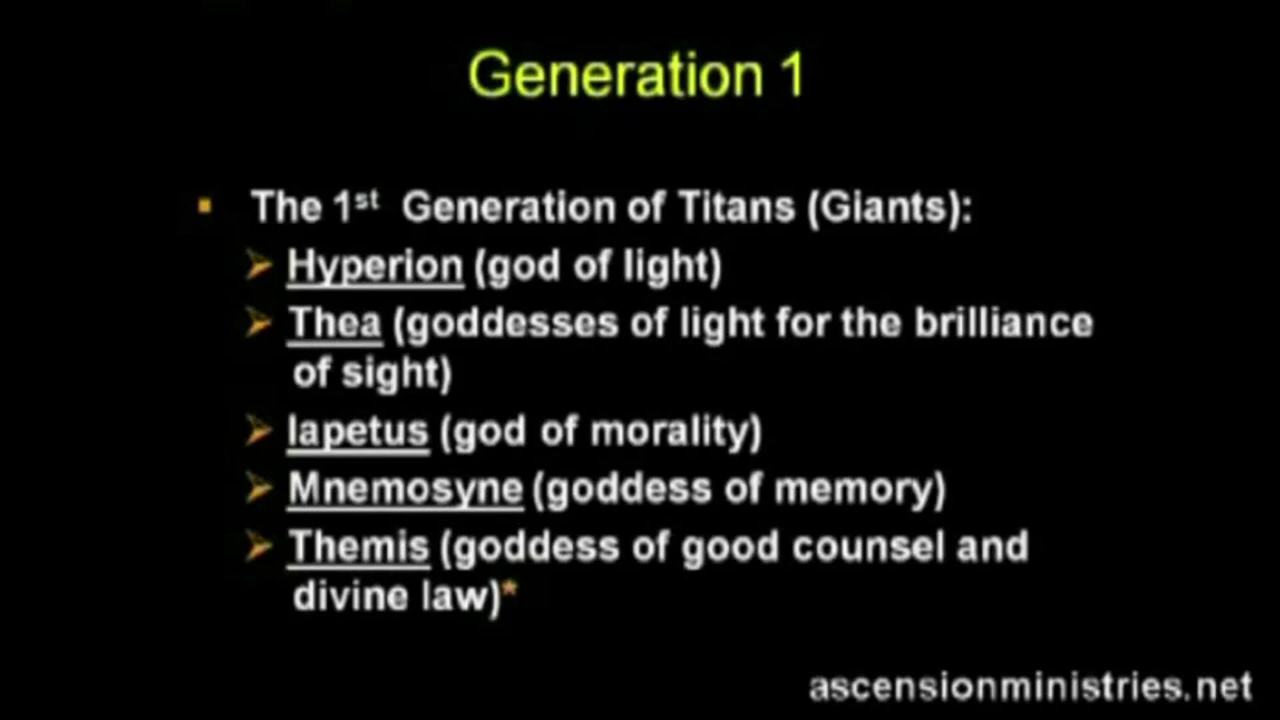 Generation 1
The 1st Generation of Titans (Giants):
Hyperion (god of light)
Thea (goddesses of light for the brilliance
of sight)
Iapetus (god of morality)
Mnemosyne (goddess of memory)
Themis (goddess of good counsel and
divine law)*
ascensionministries.net